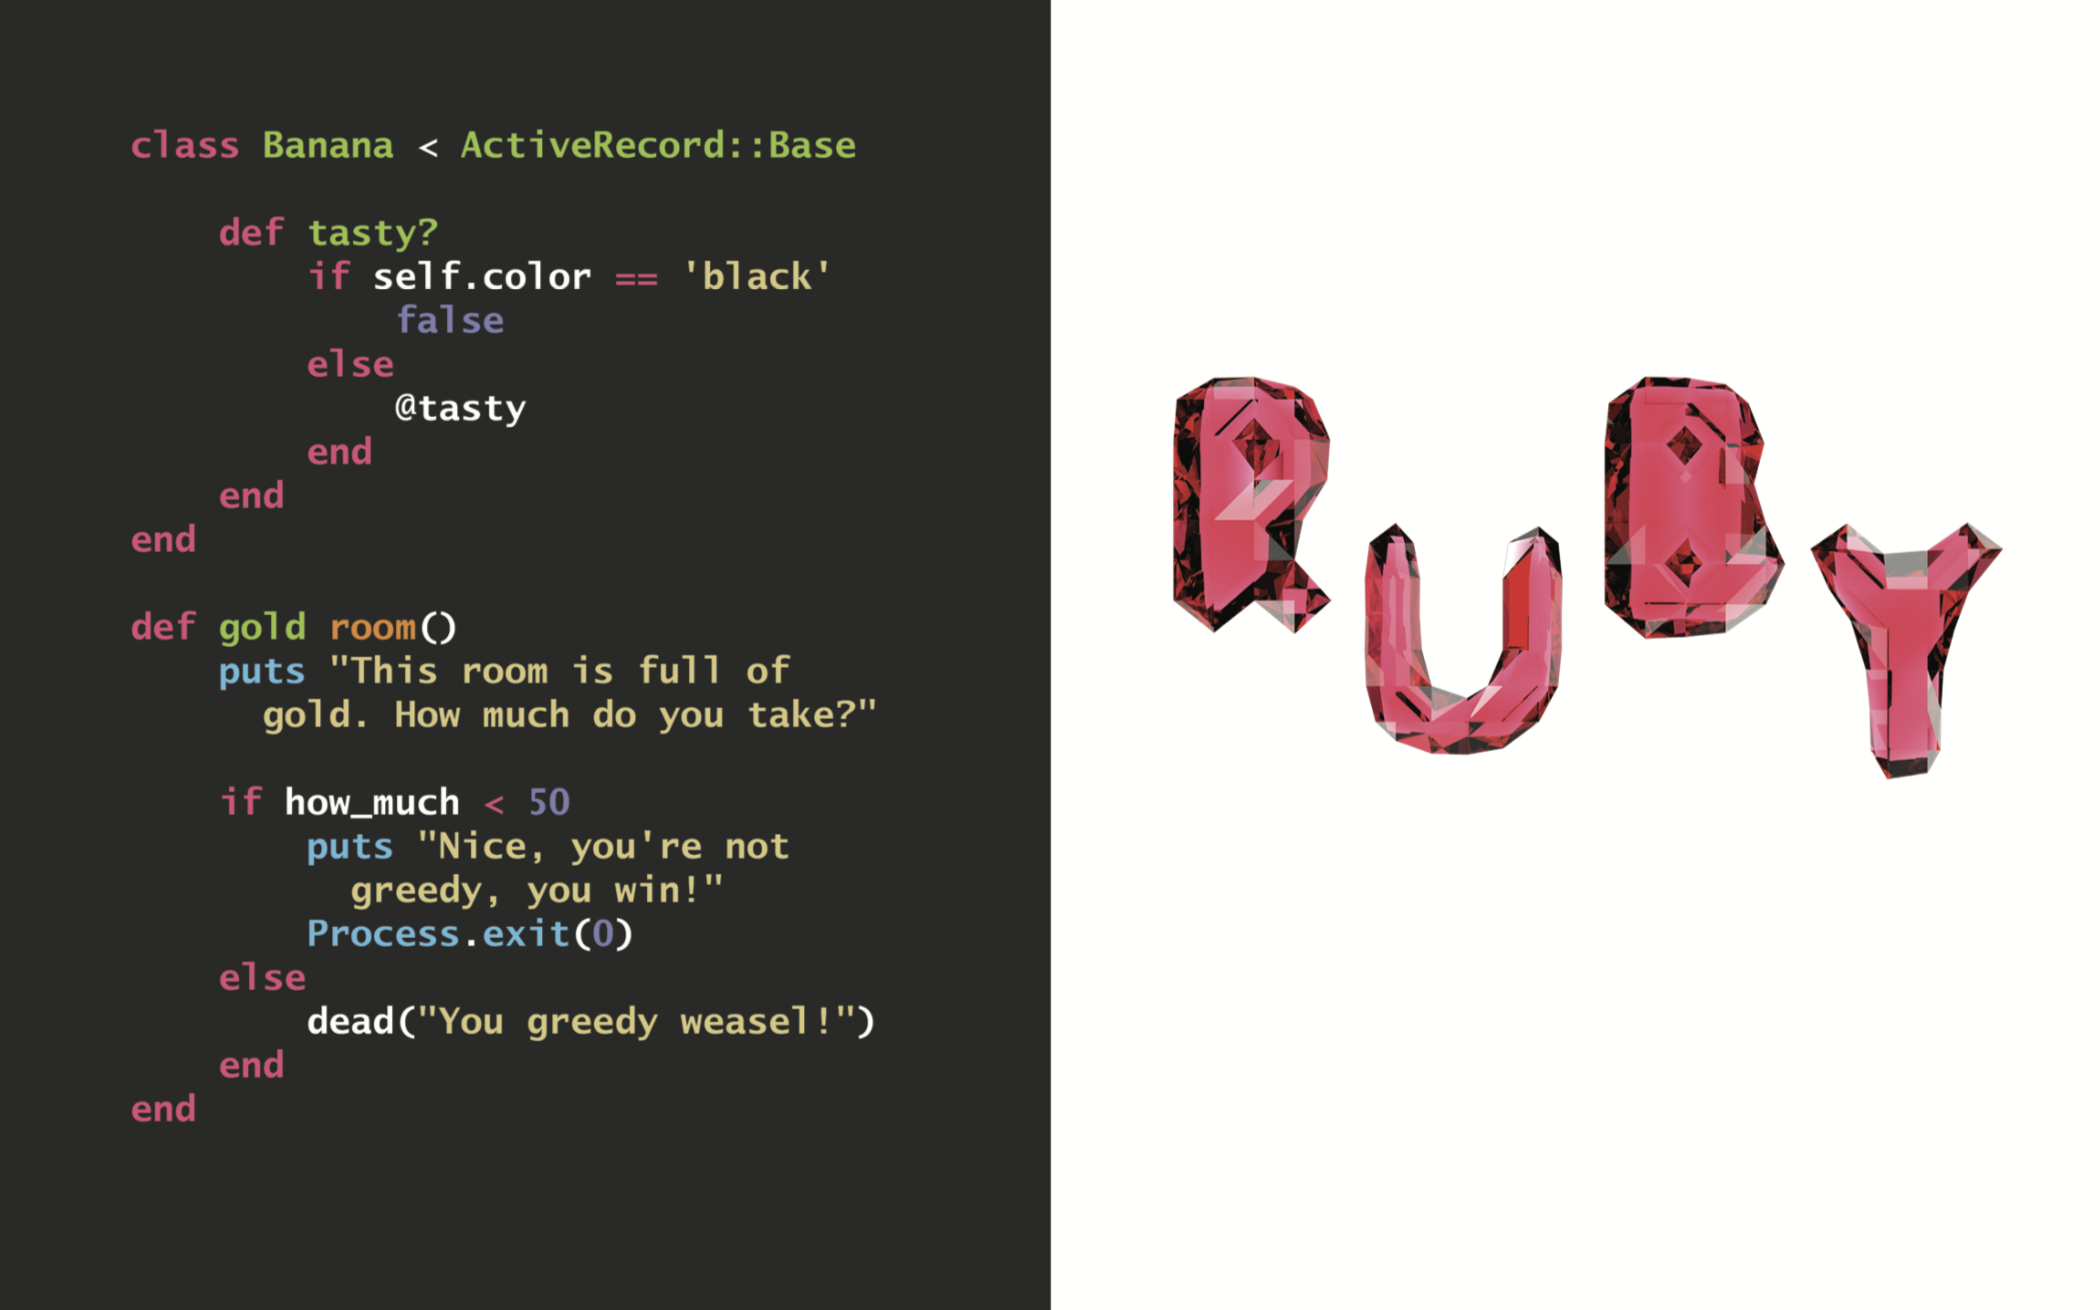 class Banana < ActiveRecord::Base
def tasty?
if self.color == 'black'
false
else
@tasty
end
end
end
def gold room()
puts "This room is full of
gold. How much do you take?"
if how_much < 50
puts "Nice, you're not
greedy, you win!"
Process.exit(0)
else
dead("You greedy weasel!")
end
end
RUBY